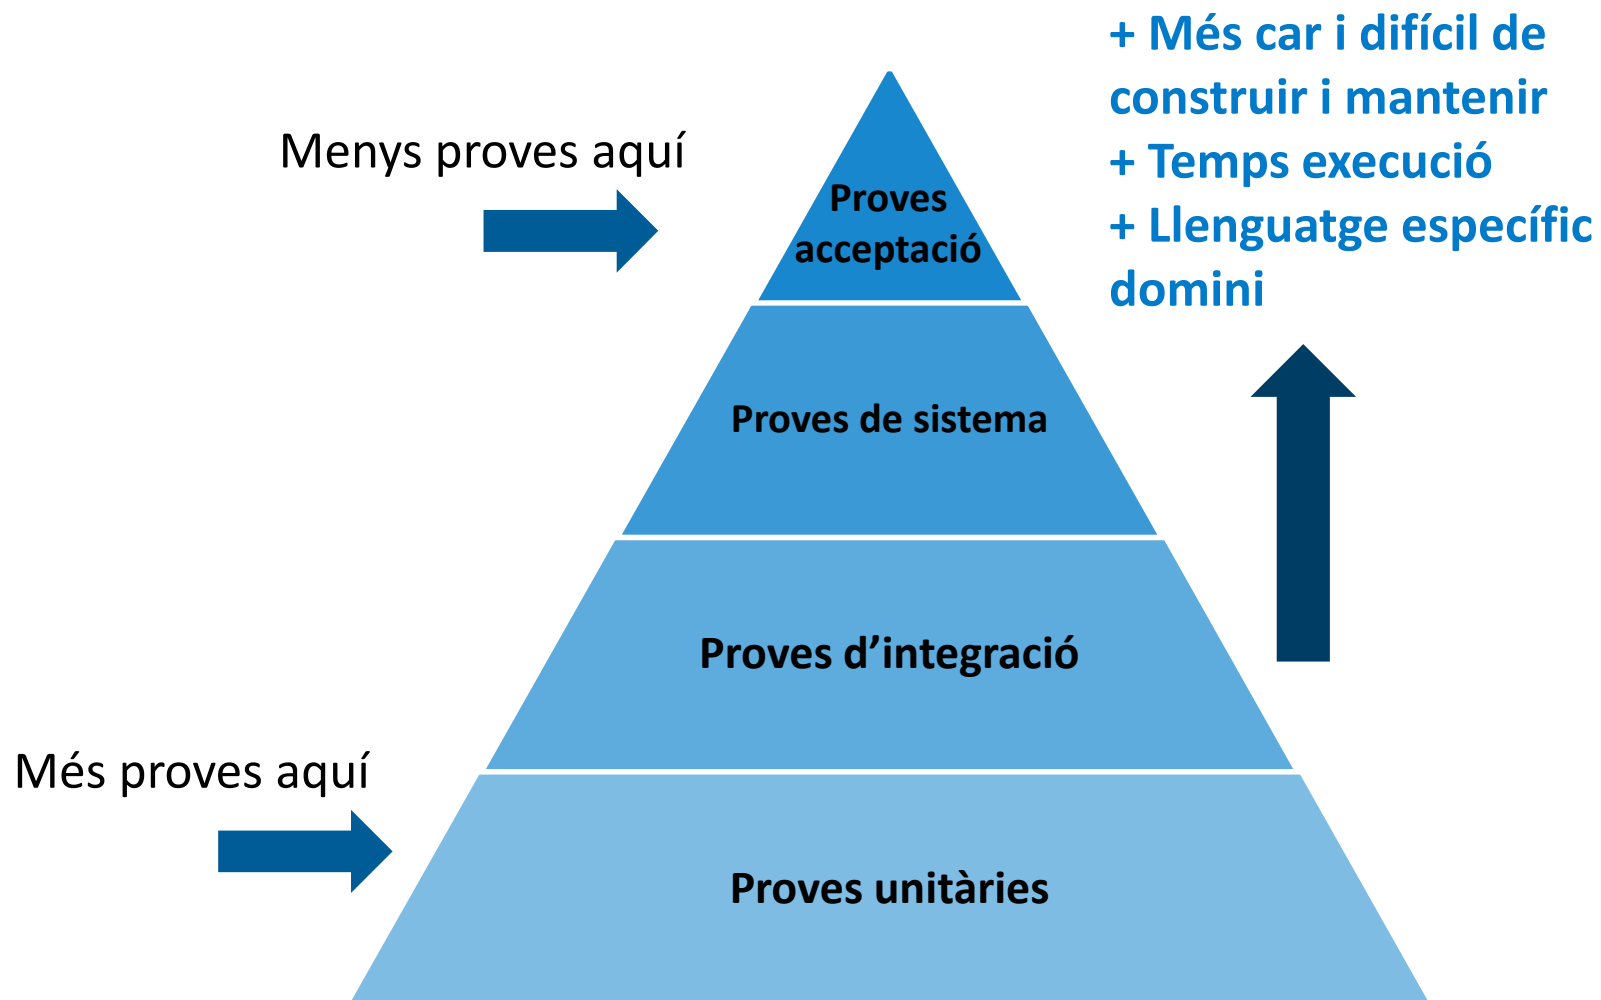 + Més car i difícil de
construir i mantenir
+ Temps execució
+ Llenguatge específic
domini
Menys proves aquí
Proves
acceptació
Proves de sistema
Proves d’integració
Més proves aquí
Proves unitàries